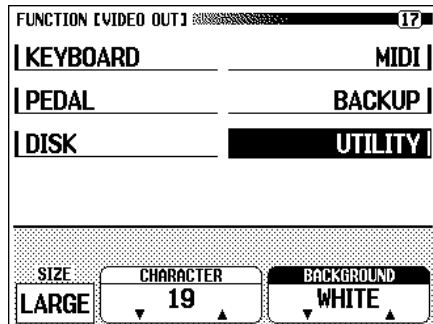 FUNCTION [VIDEO OUT] 17
KEYBOARD MIDI
PEDAL BACKUP
DISK UTILITY
SIZE CHARACTER BACKGROUND
LARGE 19 WHITE